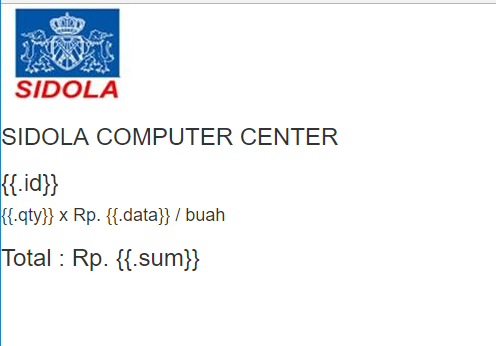 SIDOLA
SIDOLA COMPUTER CENTER
{{.id}}
{{.qty}} x Rp. {{.data}} / buah
Total : Rp. {{.sum}}